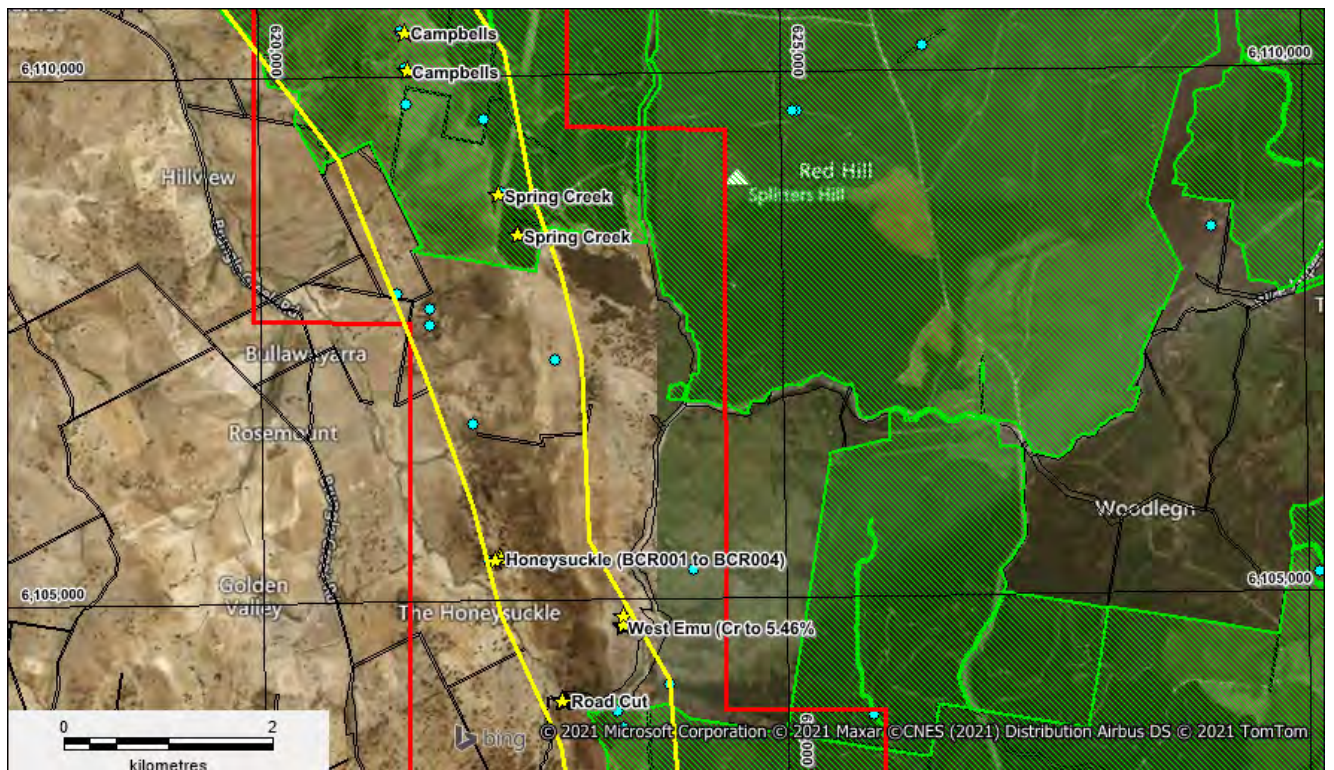 620,000
625,000
Campbells
6,110,000
6,110,000
Campbells
Hillview
Red Hill
Splitters Hill
Spring Creek
Spring Creek
Bullawayarra
Rosemount
Woodlegn
Honeysuckle (BCR001 to BCR004)
6,105,000
6,105,000
Golden
Valley
The Honeysuckle
West Emu (Cr to 5.46%
Road Cut
0 2
kilometres
bing
© 2021 Microsoft Corporation © 2021 Maxar ©CNES (2021) Distribution Airbus DS © 2021 TomTom